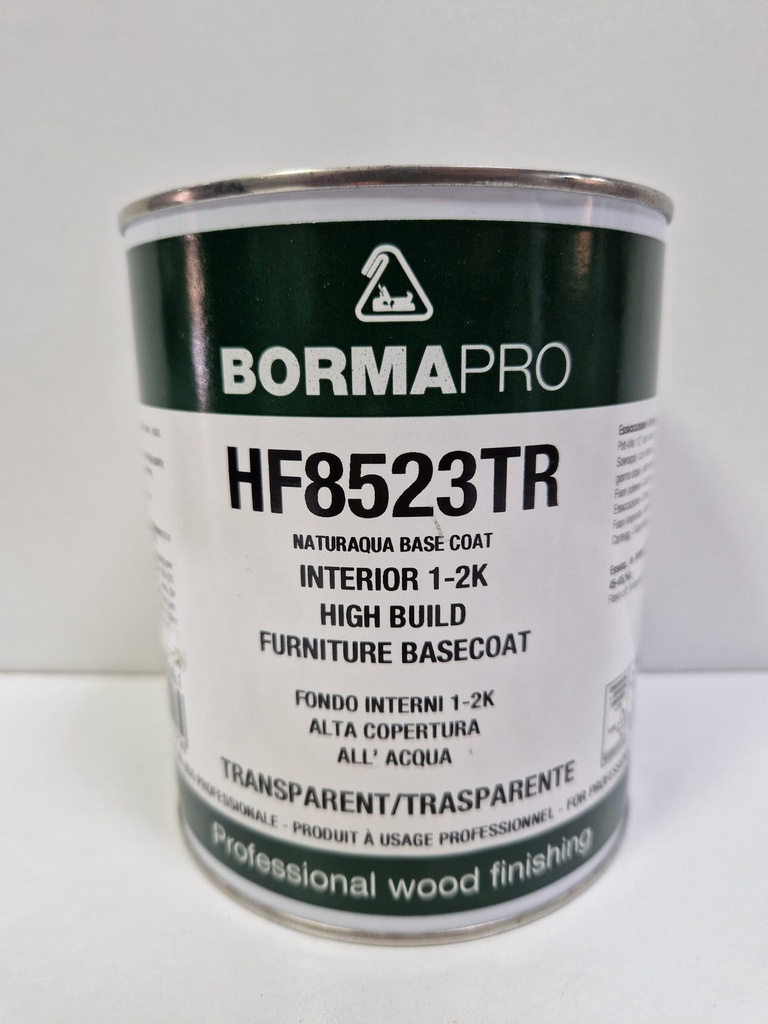 BORMAPRO
HF8523TR
NATURAQUA BASE COAT
INTERIOR 1-2K
HIGH BUILD
FURNITURE BASECOAT
FONDO INTERNI 1-2K
ALTA COPERTURA
ALL' ACQUA
TRANSPARENT/TRASPARENTE
PROFESSIONALE - PRODUIT À USAGE PROFESSIONNEL - FOR
Professional wood finishing